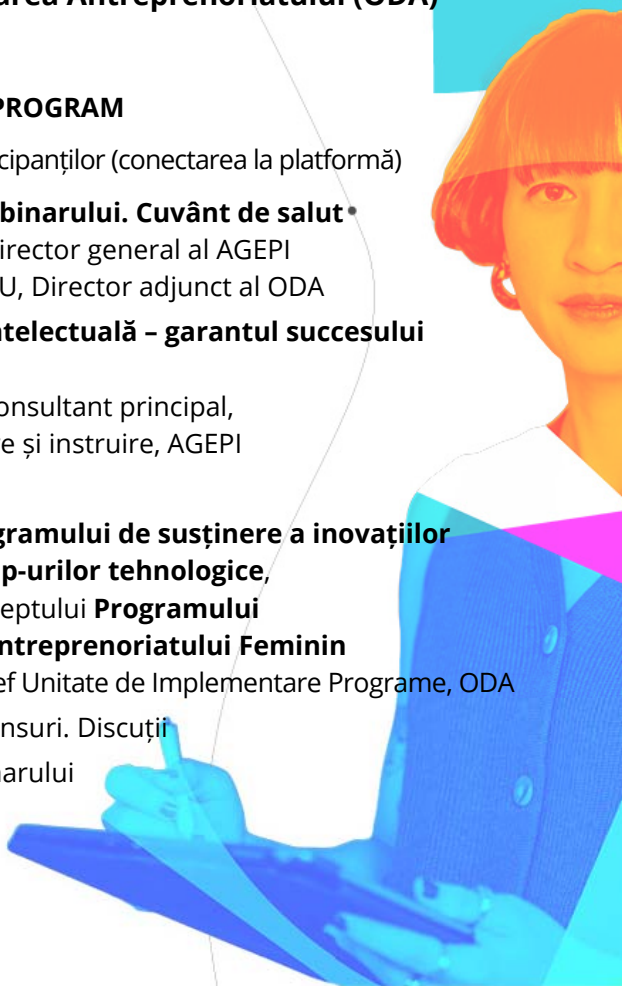 area Antreprenoriatului (ODA)
PROGRAM
cipanților (conectarea la platformă)
binarului. Cuvânt de salut
irector general al AGEPI
U, Director adjunct al ODA
ntelectuală – garantul succesului
onsultant principal,
e și instruire, AGEPI
gramului de susținere a inovațiilor
p-urilor tehnologice,
eptului Programului
ntreprenoriatului Feminin
ef Unitate de Implementare Programe, ODA
nsuri. Discuții
narului